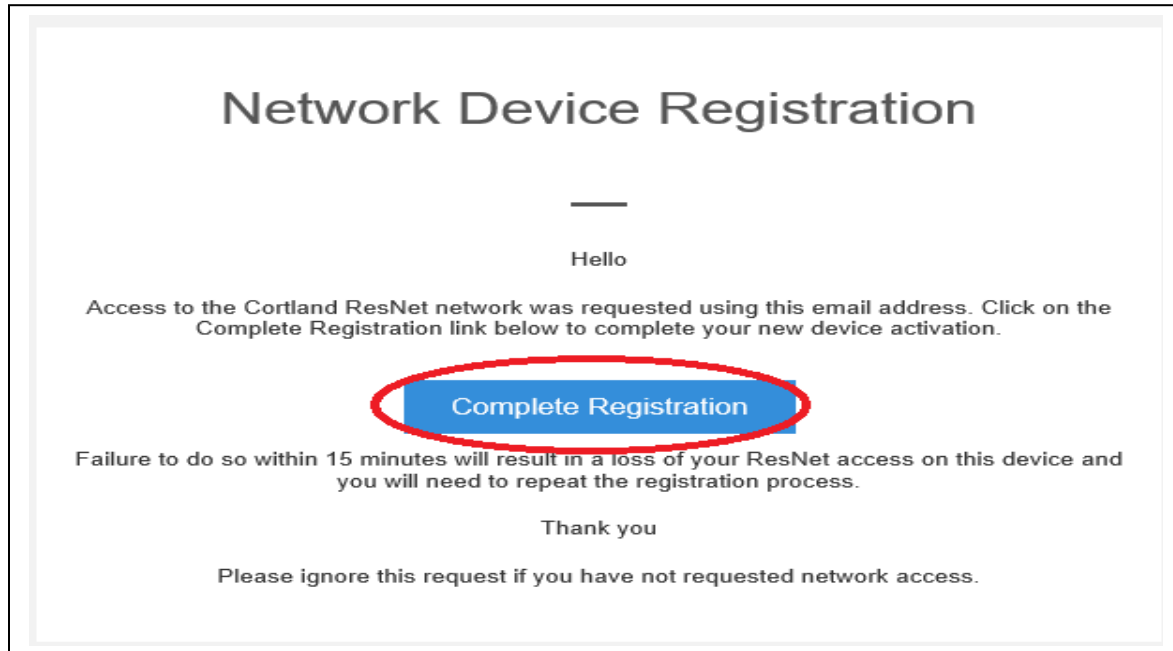 Network Device Registration
Hello
Access to the Cortland ResNet network was requested using this email address. Click on the
Complete Registration link below to complete your new device activation.
Complete Registration
Failure to do so within 15 minutes will result in a loss of your ResNet access on this device and
you will need to repeat the registration process.
Thank you
Please ignore this request if you have not requested network access.